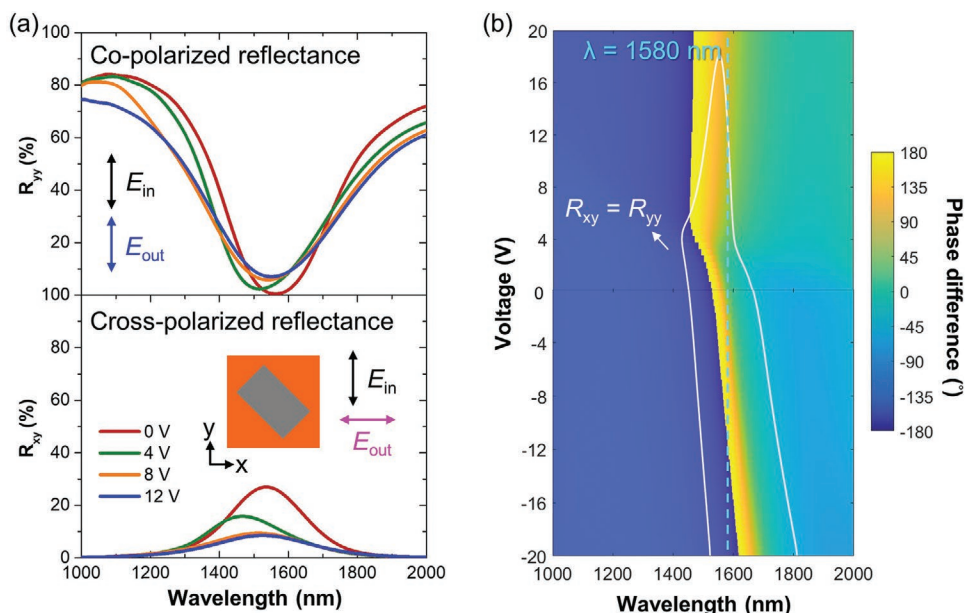 (a)
100
80
60
40
20
100
R_yy (%)
Co-polarized reflectance
E_in
E_out
Cross-polarized reflectance
80
60
40
20
0
R_xy (%)
E_in
E_out
y
x
0 V
4 V
8 V
12 V
1000 1200 1400 1600 1800 2000
Wavelength (nm)
(b)
20
16
12
8
4
0
-4
-8
-12
-16
-20
Voltage (V)
λ = 1580 nm
R_xy = R_yy
1000 1200 1400 1600 1800 2000
Wavelength (nm)
180
135
90
45
0
-45
-90
-135
-180
Phase difference (°)